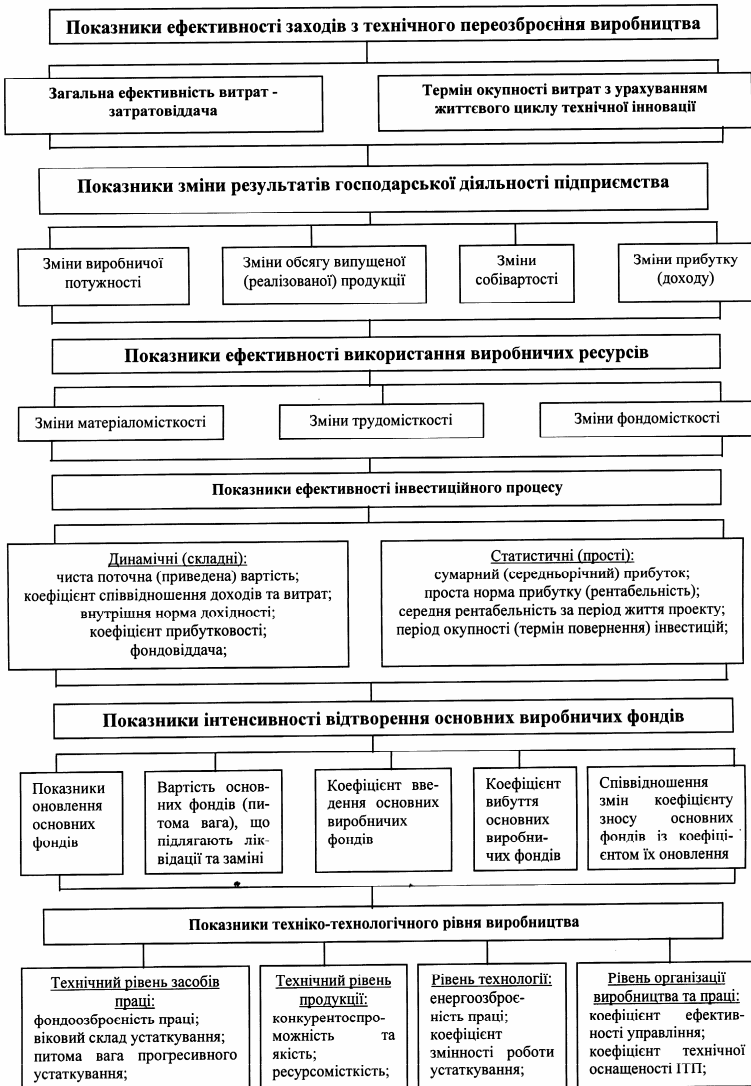 Показники ефективності заходів з технічного переозброєння виробництва
Загальна ефективність витрат -
затратовіддача
Термін окупності витрат з урахуванням
життєвого циклу технічної інновації
Показники зміни результатів господарської діяльності підприємства
Зміни виробничої
потужності
Зміни обсягу випущеної
(реалізованої) продукції
Зміни
собівартості
Зміни прибутку
(доходу)
Показники ефективності використання виробничих ресурсів
Зміни матеріаломісткості
Зміни трудомісткості
Зміни фондомісткості
Показники ефективності інвестиційного процесу
Динамічні (складні):
чиста поточна (приведена) вартість;
коефіцієнт співвідношення доходів та витрат;
внутрішня норма дохідності;
коефіцієнт прибутковості;
фондовіддача;
Статистичні (прості):
сумарний (середньорічний) прибуток;
проста норма прибутку (рентабельність);
середня рентабельність за період життя проекту;
період окупності (термін повернення) інвестицій;
Показники інтенсивності відтворення основних виробничих фондів
Показники
оновлення
основних
фондів
Вартість основ-
них фондів (пи-
тома вага), що
підлягають лік-
відації та заміні
Коефіцієнт вве-
дення основних
виробничих
фондів
Коефіцієнт
вибуття
основних
виробни-
чих фондів
Співвідношення
змін коефіцієнту
зносу основних
фондів із коефіці-
єнтом їх оновлення
Показники техніко-технологічного рівня виробництва
Технічний рівень засобів
праці:
фондоозброєність праці;
віковий склад устаткування;
питома вага прогресивного
устаткування;
Технічний рівень
продукції:
конкурентоспро-
можність та
якість;
ресурсомісткість;
Рівень технології:
енергоозброє-
ність праці;
коефіцієнт
змінності роботи
устаткування;
Рівень організації
виробництва та праці:
коефіцієнт ефектив-
ності управління;
коефіцієнт технічної
оснащеності ІТП;